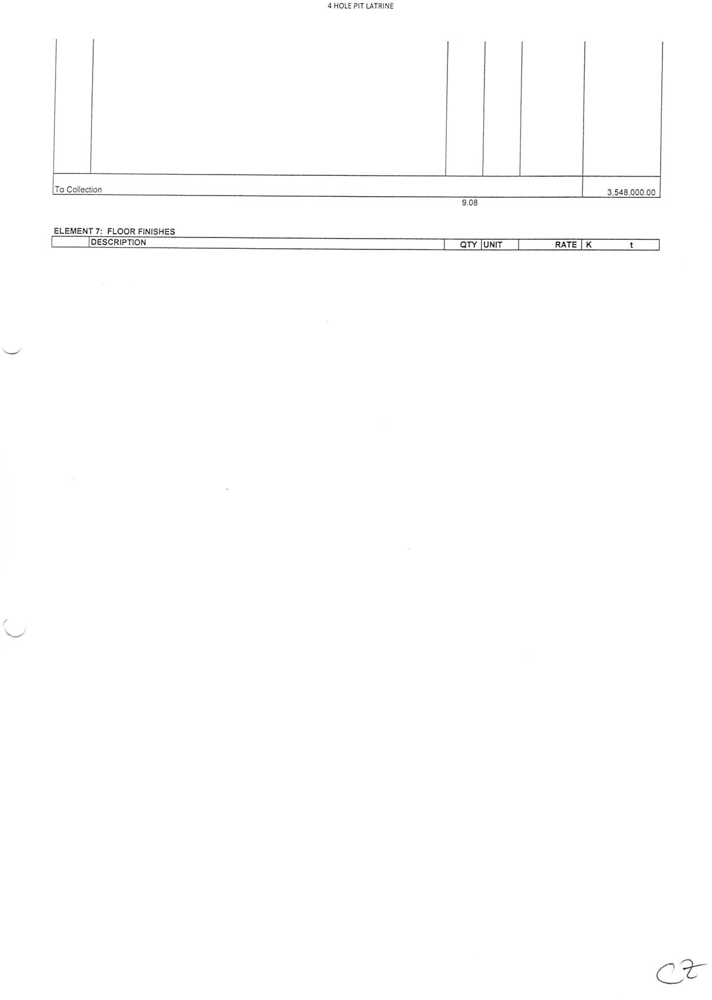 4 HOLE PIT LATRINE
To Collection 3,548,000.00
9.08
ELEMENT 7: FLOOR FINISHES
DESCRIPTION QTY UNIT RATE K t